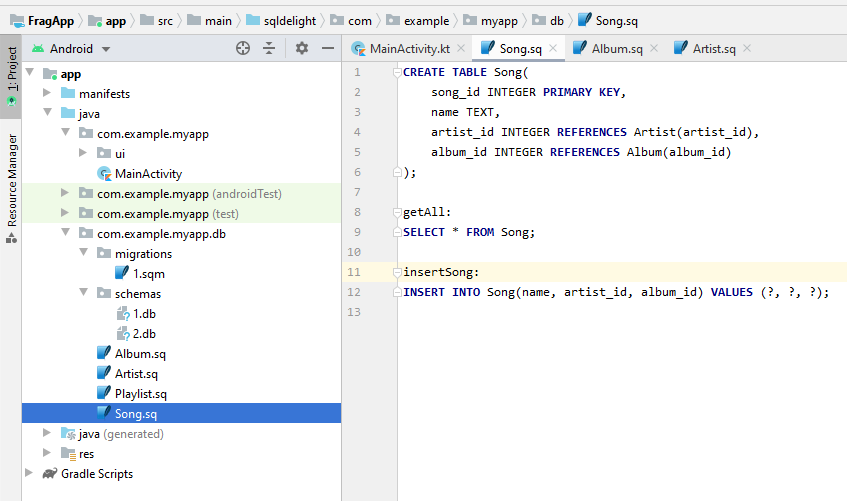 FragApp app src main sqldelight com example myapp db Song.sq
Android
MainActivity.kt Song.sq Album.sq Artist.sq
1: Project
Resource Manager
app
manifests
java
com.example.myapp
ui
MainActivity
com.example.myapp (androidTest)
com.example.myapp (test)
com.example.myapp.db
migrations
1.sqm
schemas
1.db
2.db
Album.sq
Artist.sq
Playlist.sq
Song.sq
java (generated)
res
Gradle Scripts
1 CREATE TABLE Song(
2 song_id INTEGER PRIMARY KEY,
3 name TEXT,
4 artist_id INTEGER REFERENCES Artist(artist_id),
5 album_id INTEGER REFERENCES Album(album_id)
6 );
7
8 getAll:
9 SELECT * FROM Song;
10
11 insertSong:
12 INSERT INTO Song(name, artist_id, album_id) VALUES (?, ?, ?);
13